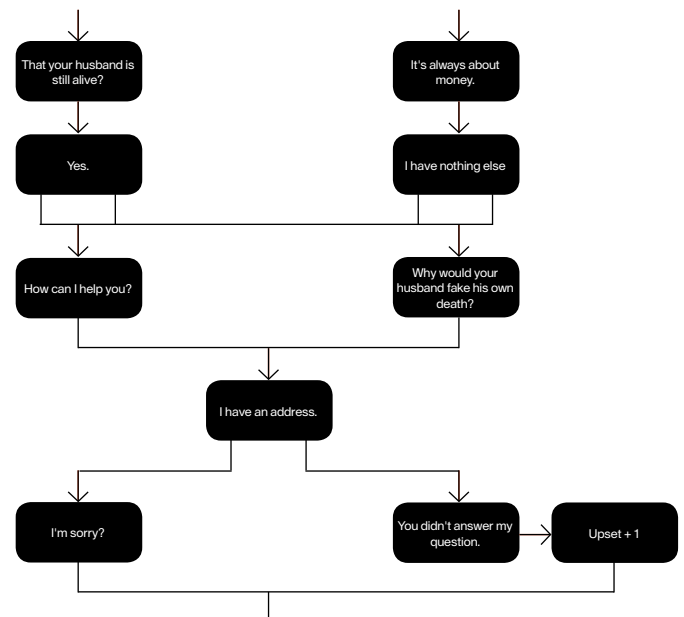 That your husband is
still alive?
It's always about
money.
Yes.
I have nothing else
How can I help you?
Why would your
husband fake his own
death?
I have an address.
I'm sorry?
You didn't answer my
question.
Upset + 1